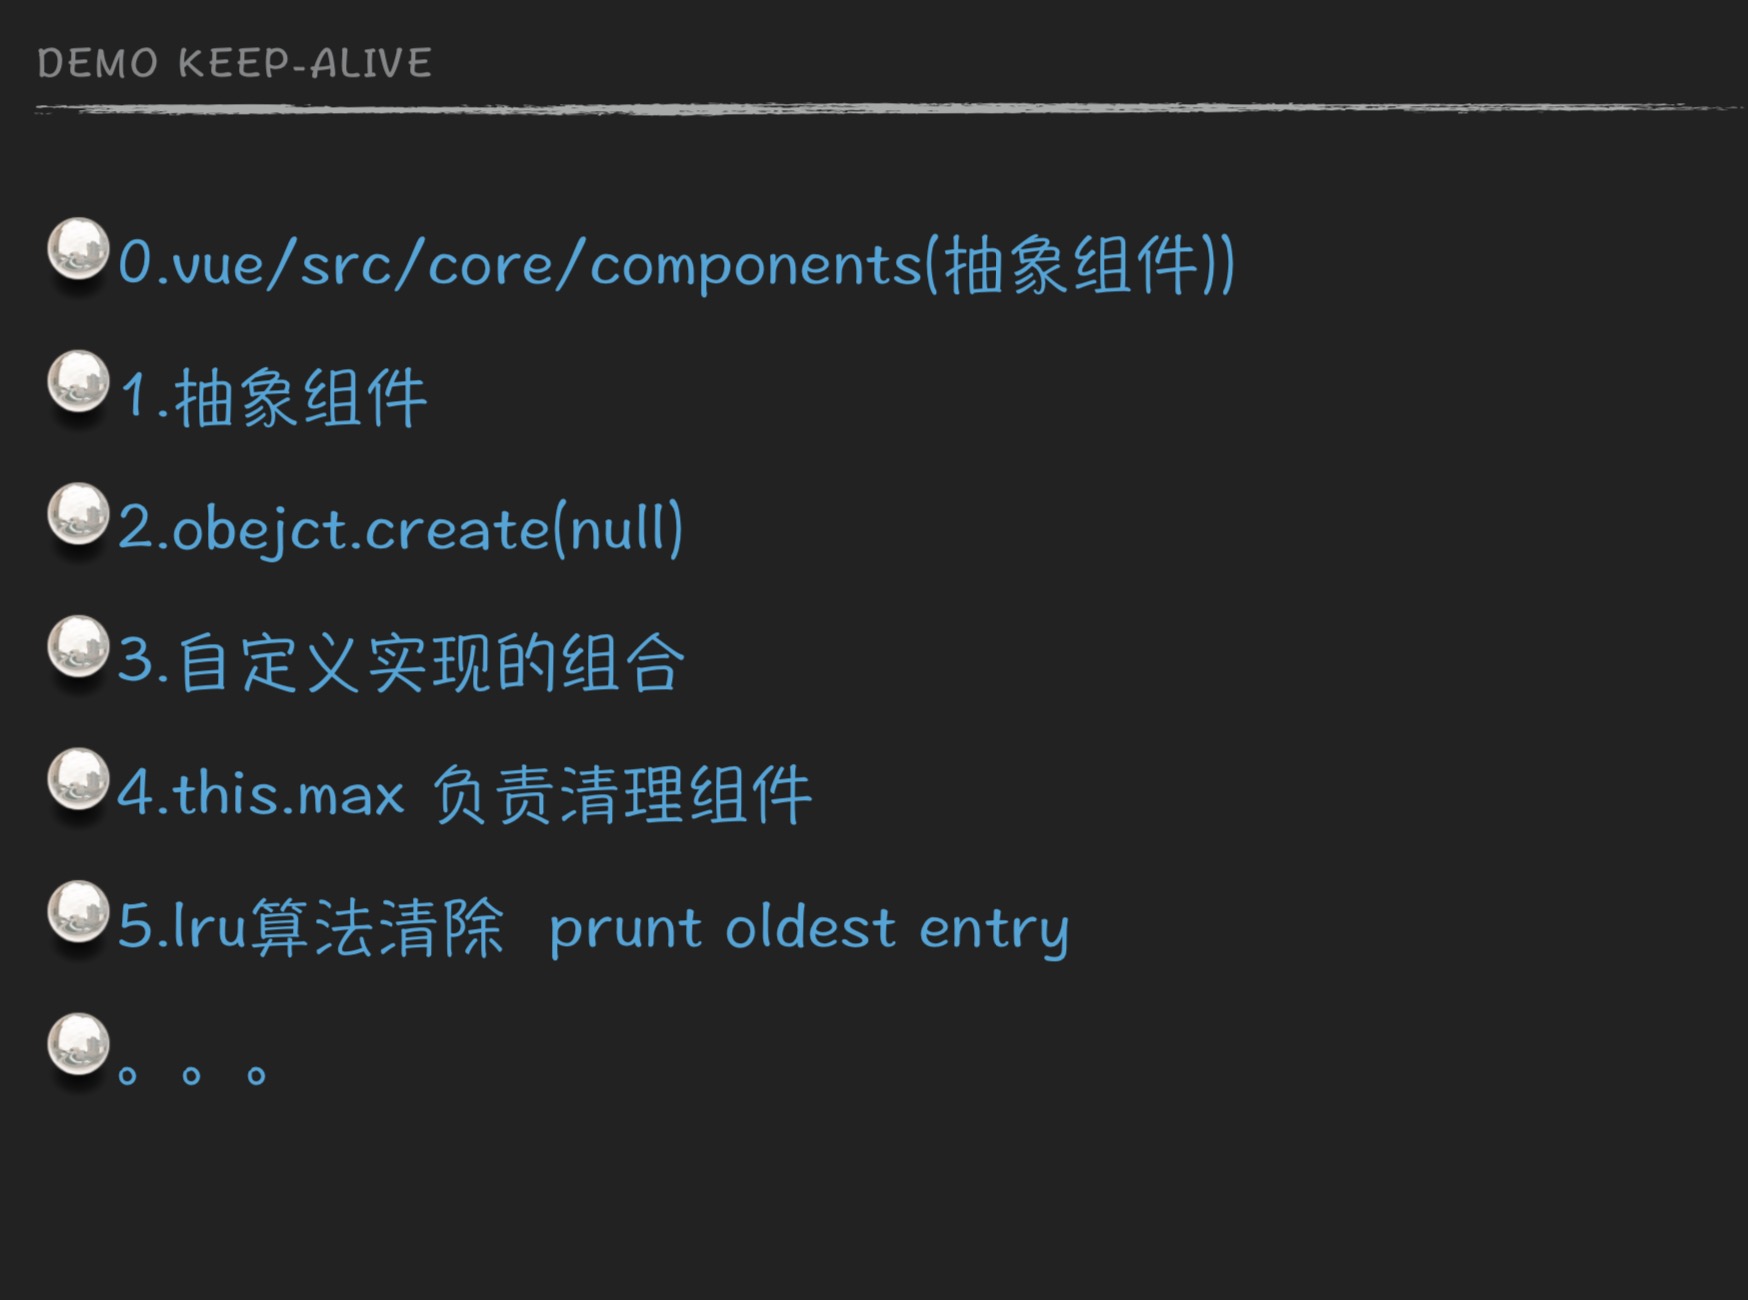 DEMO KEEP-ALIVE
0.vue/src/core/components(抽象组件))
1.抽象组件
2.obejct.create(null)
3.自定义实现的组合
4.this.max 负责清理组件
5.lru算法清除 prunt oldest entry
。。。